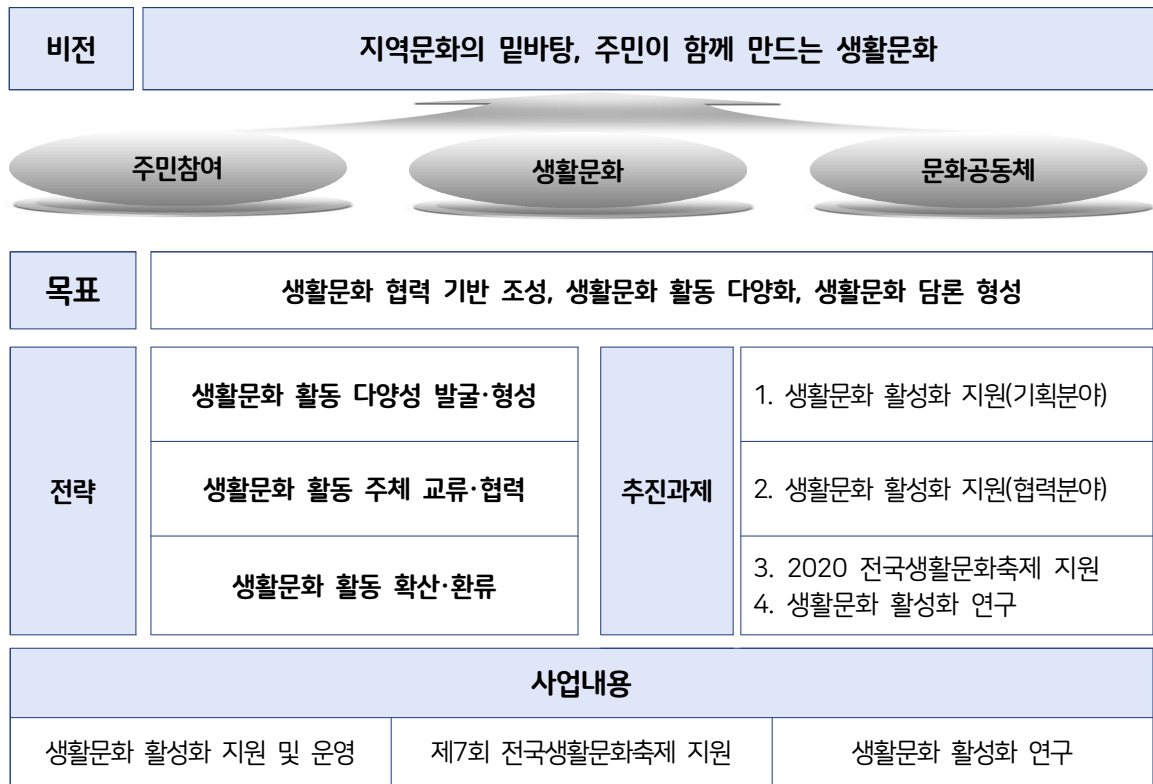 비전
지역문화의 밑바탕, 주민이 함께 만드는 생활문화
주민참여
생활문화
문화공동체
목표
생활문화 협력 기반 조성, 생활문화 활동 다양화, 생활문화 담론 형성
전략
생활문화 활동 다양성 발굴·형성
생활문화 활동 주체 교류·협력
생활문화 활동 확산·환류
추진과제
1. 생활문화 활성화 지원(기획분야)
2. 생활문화 활성화 지원(협력분야)
3. 2020 전국생활문화축제 지원
4. 생활문화 활성화 연구
사업내용
생활문화 활성화 지원 및 운영
제7회 전국생활문화축제 지원
생활문화 활성화 연구